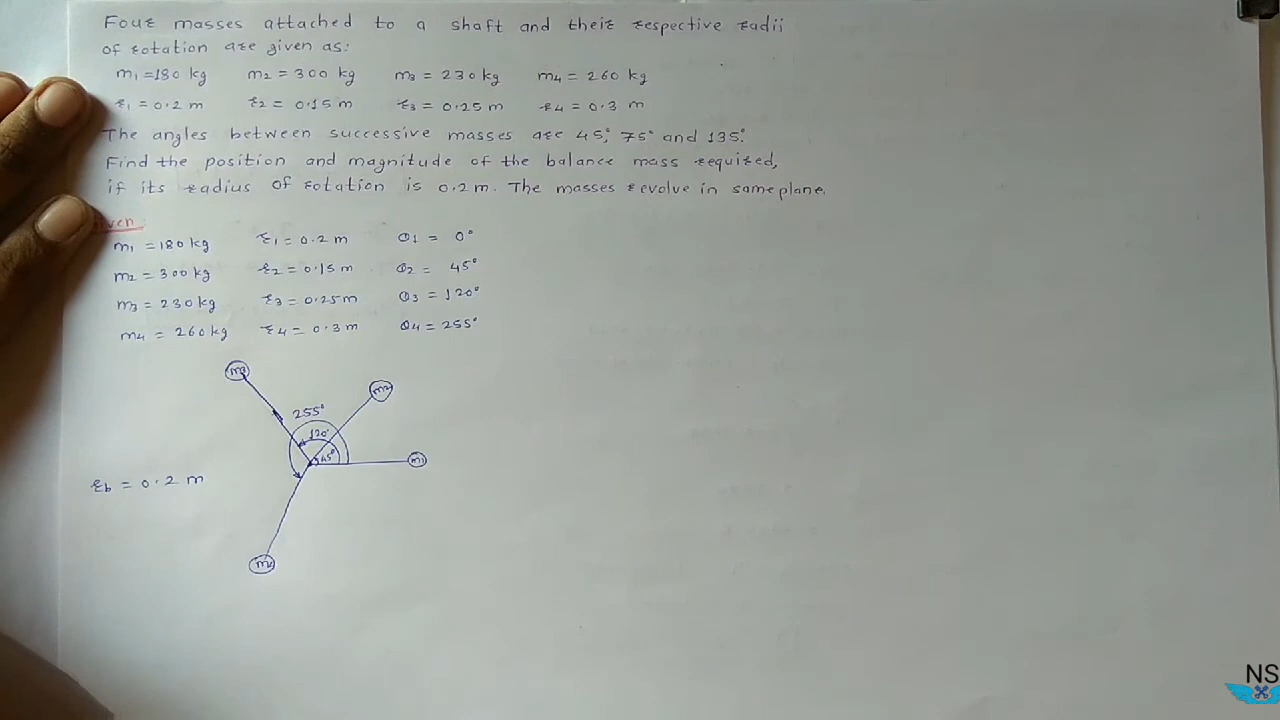 Four masses attached to a shaft and their respective radii
of rotation are given as:
m1 = 180 kg m2 = 300 kg m3 = 230 kg m4 = 260 kg
r1 = 0.2 m r2 = 0.15 m r3 = 0.25 m r4 = 0.3 m
The angles between successive masses are 45°, 75° and 135°.
Find the position and magnitude of the balance mass required,
if its radius of rotation is 0.2 m. The masses revolve in same plane.
m1 = 180 kg r1 = 0.2 m θ1 = 0°
m2 = 300 kg r2 = 0.15 m θ2 = 45°
m3 = 230 kg r3 = 0.25 m θ3 = 120°
m4 = 260 kg r4 = 0.3 m θ4 = 255°
m3
m2
255°
120°
45°
m1
rb = 0.2 m
m4
NS